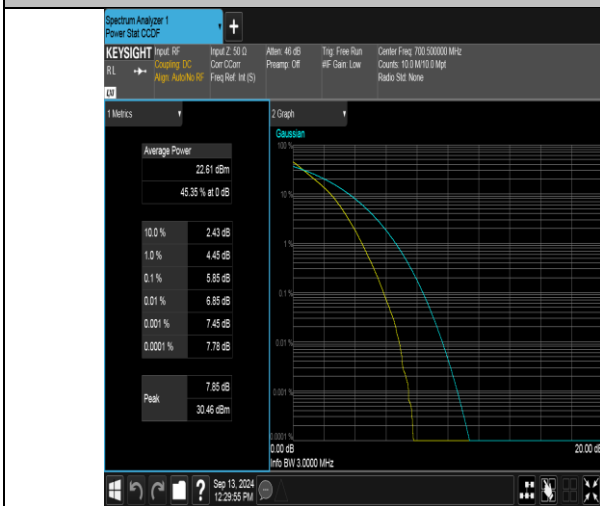 Spectrum Analyzer 1
Power Stat CCDF
+
KEYSIGHT Input: RF Input Z: 50 Ω Atten: 46 dB Trig: Free Run Center Freq: 700.500000 MHz
RL Coupling: DC Corr CCorr Preamp: Off #IF Gain: Low Counts: 10.0 M/10.0 Mpt
Align: Auto/No RF Freq Ref: Int (S) Radio Std: None
1 Metrics
2 Graph
Average Power
22.61 dBm
45.35 % at 0 dB
10.0 % 2.43 dB
1.0 % 4.45 dB
0.1 % 5.85 dB
0.01 % 6.85 dB
0.001 % 7.45 dB
0.0001 % 7.78 dB
Peak
7.85 dB
30.46 dBm
Gaussian
100 %
10 %
1 %
0.1 %
0.01 %
0.001 %
0.0001 %
0.00 dB 20.00 dB
Info BW 3.0000 MHz
? Sep 13, 2024
12:29:55 PM